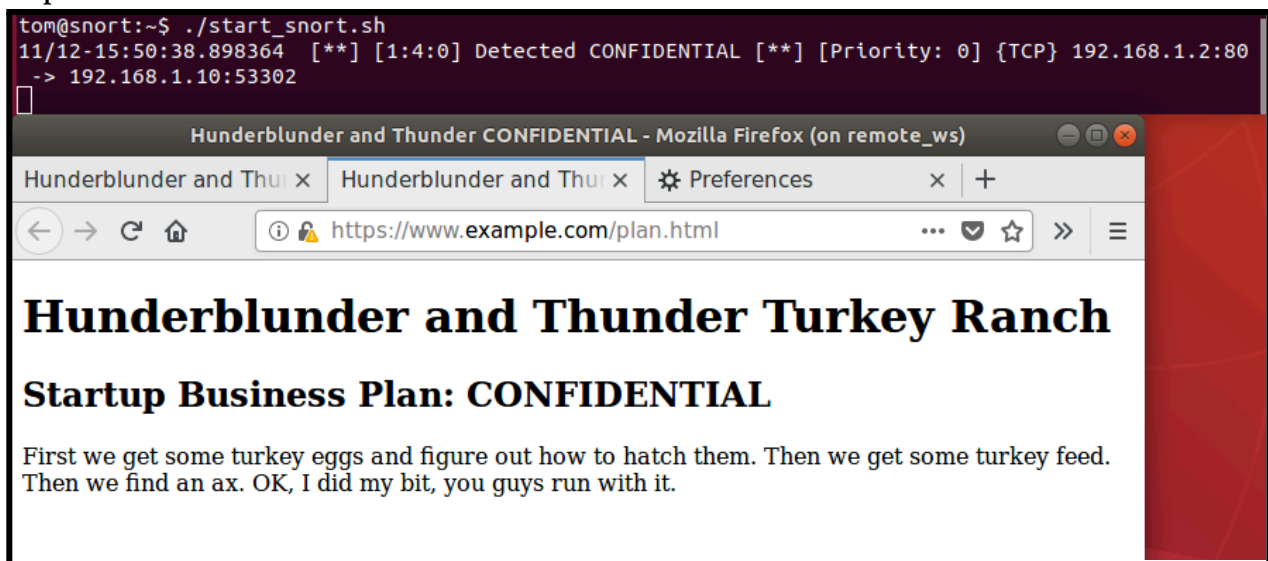 tom@snort:~$ ./start_snort.sh
11/12-15:50:38.898364  [**] [1:4:0] Detected CONFIDENTIAL [**] [Priority: 0] {TCP} 192.168.1.2:80
 -> 192.168.1.10:53302
Hunderblunder and Thunder CONFIDENTIAL - Mozilla Firefox (on remote_ws)
Hunderblunder and Thur Hunderblunder and Thur Preferences
https://www.example.com/plan.html
Hunderblunder and Thunder Turkey Ranch
Startup Business Plan: CONFIDENTIAL
First we get some turkey eggs and figure out how to hatch them. Then we get some turkey feed.
Then we find an ax. OK, I did my bit, you guys run with it.